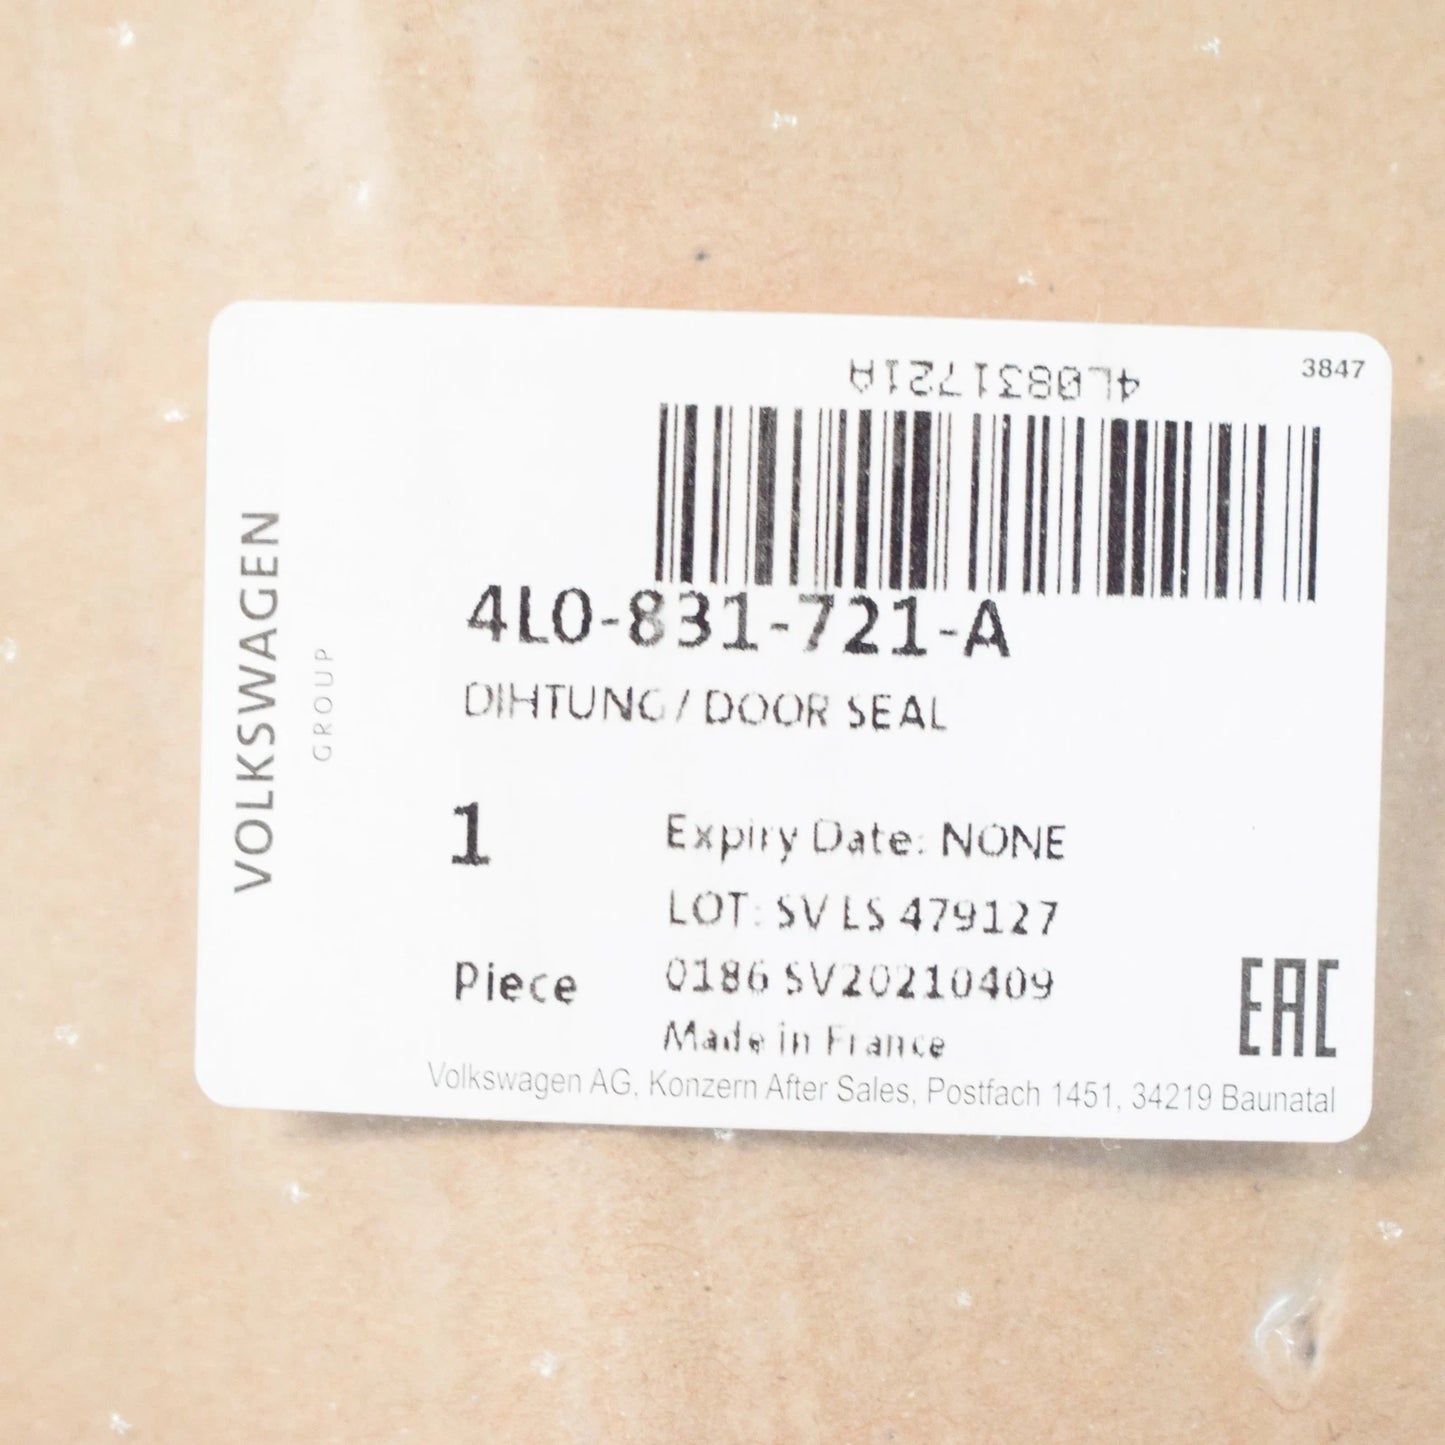 3847
4L0831721A
4L0-831-721-A
DIHTUNG / DOOR SEAL
VOLKSWAGEN
GROUP
1
Expiry Date: NONE
LOT: SV LS 479127
Piece
0186 SV20210409
Made in France
EAC
Volkswagen AG, Konzern After Sales, Postfach 1451, 34219 Baunatal